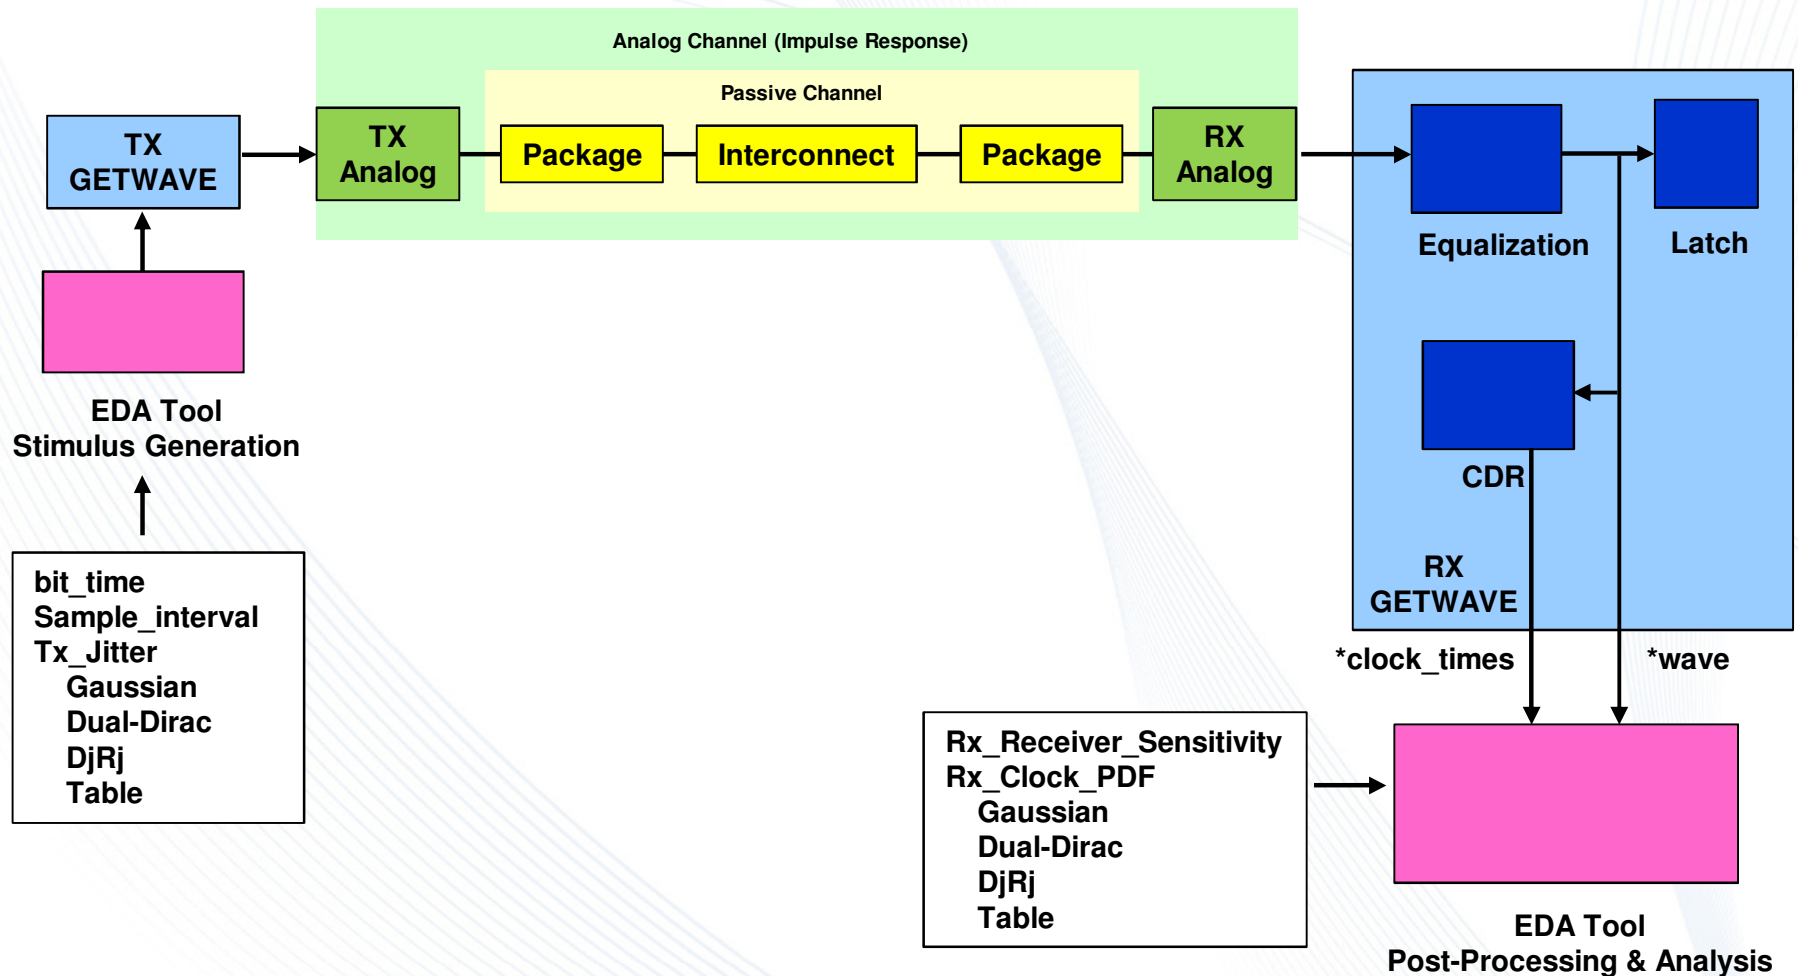 Analog Channel (Impulse Response)
Passive Channel
TX
GETWAVE
TX
Analog
Package
Interconnect
Package
RX
Analog
Equalization
Latch
CDR
RX
GETWAVE
EDA Tool
Stimulus Generation
bit_time
Sample_interval
Tx_Jitter
Gaussian
Dual-Dirac
DjRj
Table
*clock_times
*wave
Rx_Receiver_Sensitivity
Rx_Clock_PDF
Gaussian
Dual-Dirac
DjRj
Table
EDA Tool
Post-Processing & Analysis